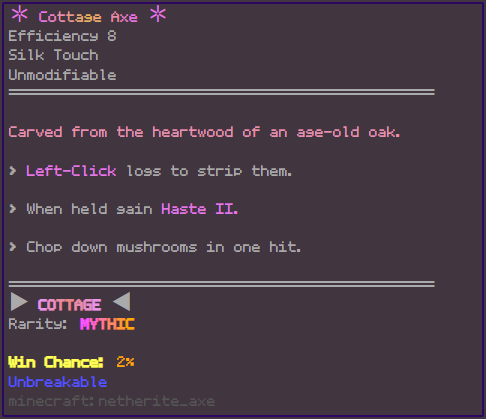 * Cottage Axe *
Efficiency 8
Silk Touch
Unmodifiable
Carved from the heartwood of an age-old oak.
> Left-Click logs to strip them.
> When held gain Haste II.
> Chop down mushrooms in one hit.
▶ COTTAGE ◀
Rarity: MYTHIC
Win Chance: 2%
Unbreakable
minecraft:netherite_axe